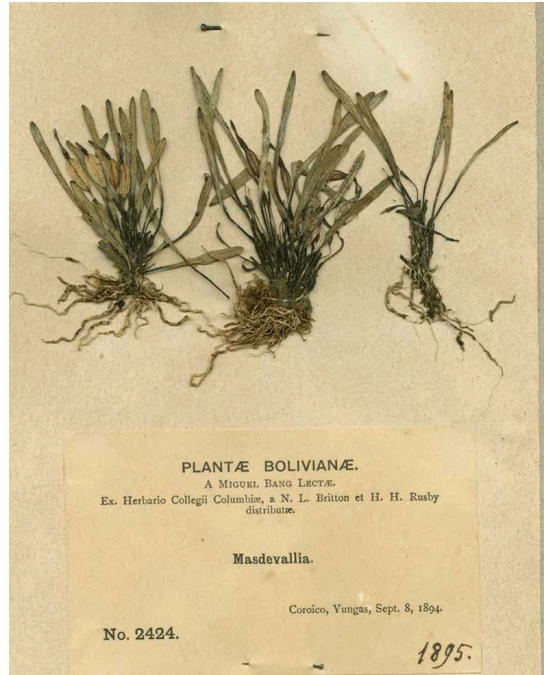 PLANTÆ BOLIVIANÆ.
A MIGUEL BANG LECTÆ.
Ex. Herbario Collegii Columbiæ, a N. L. Britton et H. H. Rusby
distributæ.
Masdevallia.
Coroico, Yungas, Sept. 8, 1894.
No. 2424.
1895.